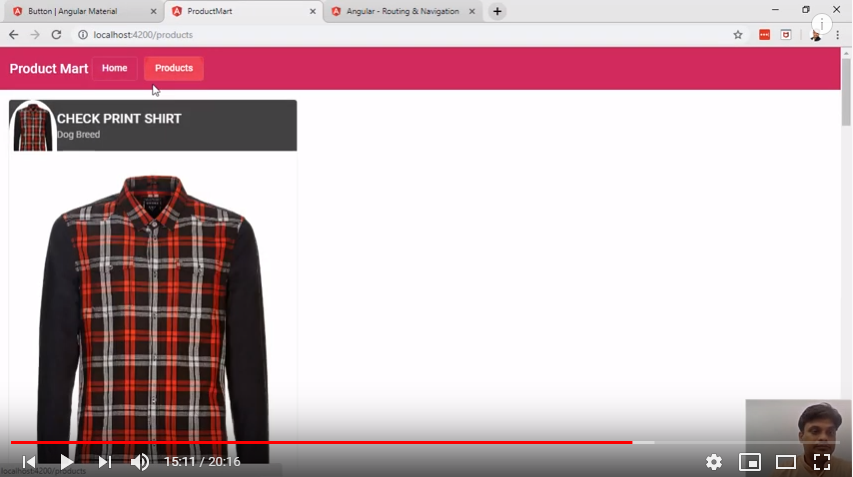 Button | Angular Material
ProductMart
Angular - Routing & Navigation
localhost:4200/products
Product Mart
Home
Products
CHECK PRINT SHIRT
Dog Breed
15:11 / 20:16
localhost:4200/products